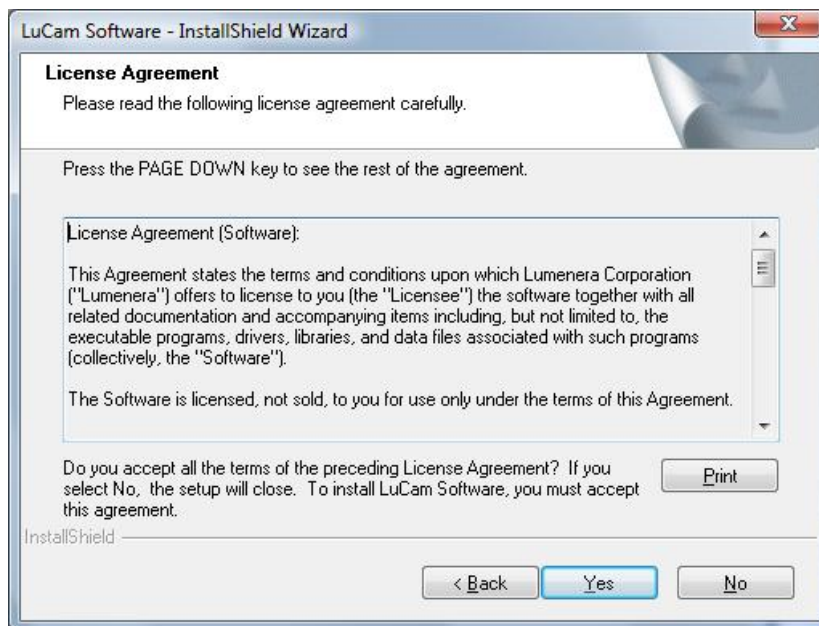 LuCam Software - InstallShield Wizard
License Agreement
Please read the following license agreement carefully.
Press the PAGE DOWN key to see the rest of the agreement.
License Agreement (Software):
This Agreement states the terms and conditions upon which Lumenera Corporation
("Lumenera") offers to license to you (the "Licensee") the software together with all
related documentation and accompanying items including, but not limited to, the
executable programs, drivers, libraries, and data files associated with such programs
(collectively, the "Software").
The Software is licensed, not sold, to you for use only under the terms of this Agreement.
Do you accept all the terms of the preceding License Agreement?  If you
select No,  the setup will close.  To install LuCam Software, you must accept
this agreement.
Print
InstallShield
< Back
Yes
No